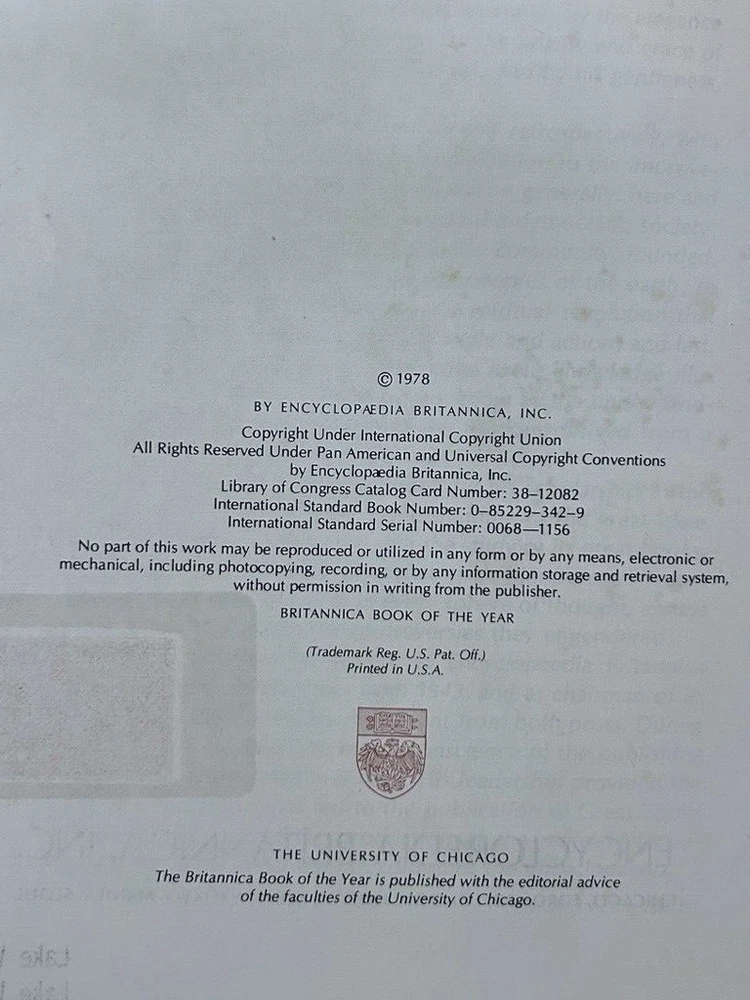 © 1978
BY ENCYCLOPÆDIA BRITANNICA, INC.
Copyright Under International Copyright Union
All Rights Reserved Under Pan American and Universal Copyright Conventions
by Encyclopædia Britannica, Inc.
Library of Congress Catalog Card Number: 38–12082
International Standard Book Number: 0–85229–342–9
International Standard Serial Number: 0068—1156
No part of this work may be reproduced or utilized in any form or by any means, electronic or
mechanical, including photocopying, recording, or by any information storage and retrieval system,
without permission in writing from the publisher.
BRITANNICA BOOK OF THE YEAR
(Trademark Reg. U.S. Pat. Off.)
Printed in U.S.A.
THE UNIVERSITY OF CHICAGO
The Britannica Book of the Year is published with the editorial advice
of the faculties of the University of Chicago.